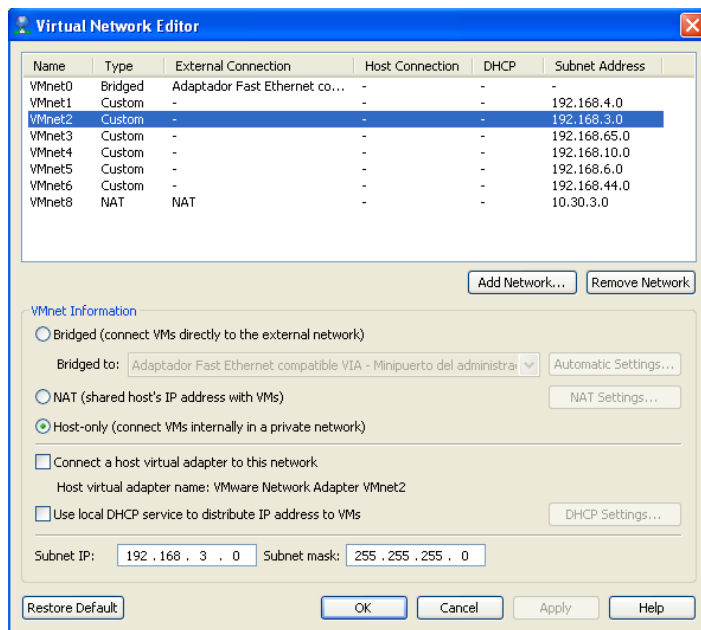 Virtual Network Editor
Name Type External Connection Host Connection DHCP Subnet Address
VMnet0 Bridged Adaptador Fast Ethernet co... - - -
VMnet1 Custom - - - 192.168.4.0
VMnet2 Custom - - - 192.168.3.0
VMnet3 Custom - - - 192.168.65.0
VMnet4 Custom - - - 192.168.10.0
VMnet5 Custom - - - 192.168.6.0
VMnet6 Custom - - - 192.168.44.0
VMnet8 NAT NAT - - 10.30.3.0
Add Network... Remove Network
VMnet Information
Bridged (connect VMs directly to the external network)
Bridged to: Adaptador Fast Ethernet compatible VIA - Minipuerto del administra Automatic Settings...
NAT (shared host's IP address with VMs) NAT Settings...
Host-only (connect VMs internally in a private network)
Connect a host virtual adapter to this network
Host virtual adapter name: VMware Network Adapter VMnet2
Use local DHCP service to distribute IP address to VMs DHCP Settings...
Subnet IP: 192 . 168 . 3 . 0 Subnet mask: 255 . 255 . 255 . 0
Restore Default OK Cancel Apply Help